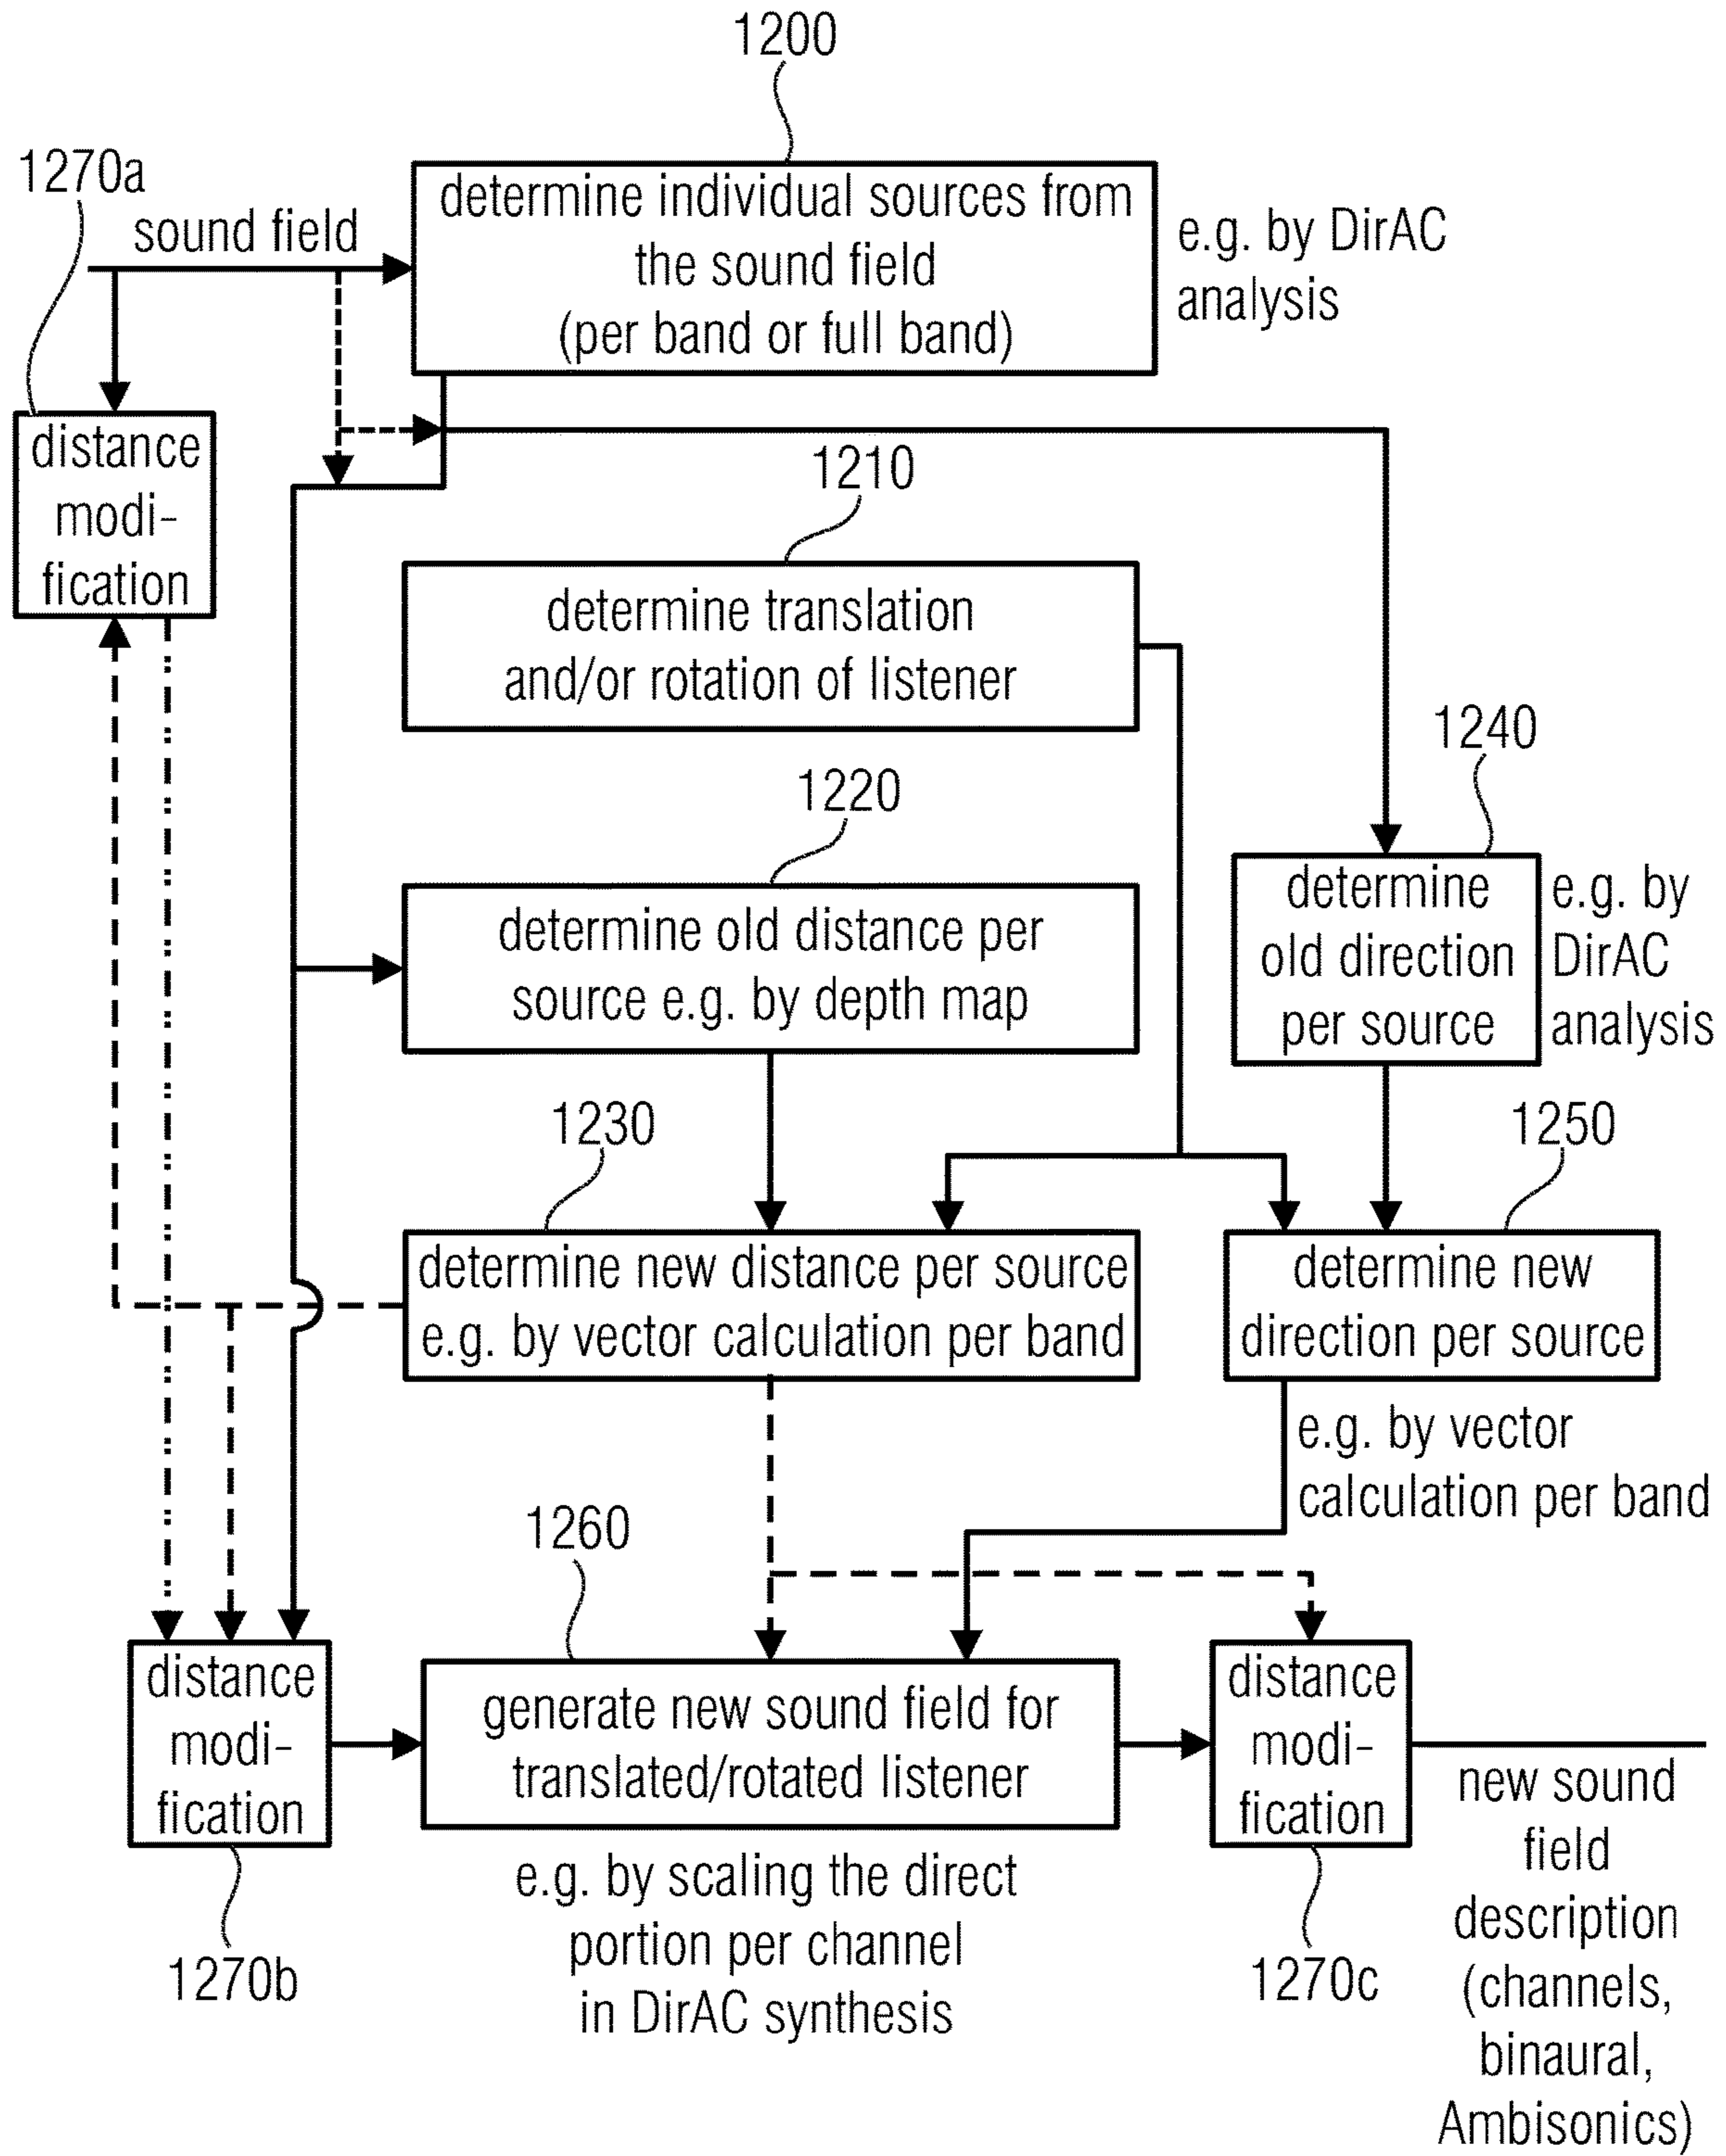 1200
1270a
sound field
determine individual sources from
the sound field
(per band or full band)
e.g. by DirAC
analysis
distance
modi-
fication
1210
determine translation
and/or rotation of listener
1240
1220
determine old distance per
source e.g. by depth map
determine
old direction
per source
e.g. by
DirAC
analysis
1230
1250
determine new distance per source
e.g. by vector calculation per band
determine new
direction per source
e.g. by vector
calculation per band
1260
distance
modi-
fication
generate new sound field for
translated/rotated listener
distance
modi-
fication
new sound
field
description
(channels,
binaural,
Ambisonics)
e.g. by scaling the direct
portion per channel
in DirAC synthesis
1270b
1270c